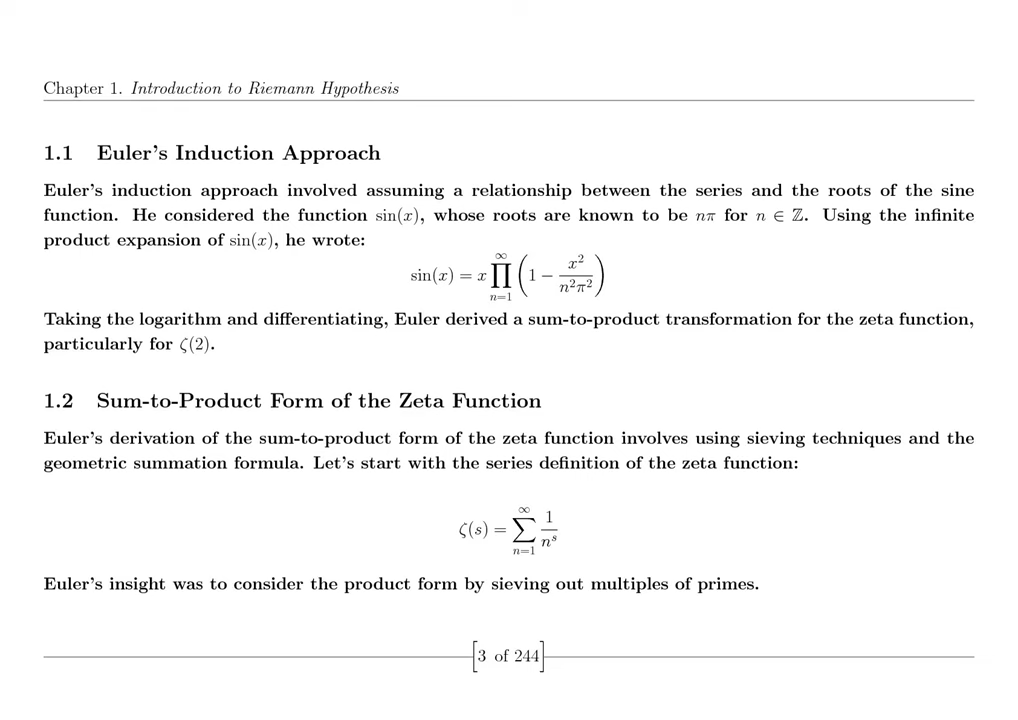 Chapter 1. Introduction to Riemann Hypothesis
1.1 Euler's Induction Approach
Euler's induction approach involved assuming a relationship between the series and the roots of the sine
function. He considered the function sin(x), whose roots are known to be nπ for n ∈ ℤ. Using the infinite
product expansion of sin(x), he wrote:
sin(x) = x ∏_{n=1}^{∞} (1 − x²/(n²π²))
Taking the logarithm and differentiating, Euler derived a sum-to-product transformation for the zeta function,
particularly for ζ(2).
1.2 Sum-to-Product Form of the Zeta Function
Euler's derivation of the sum-to-product form of the zeta function involves using sieving techniques and the
geometric summation formula. Let's start with the series definition of the zeta function:
ζ(s) = ∑_{n=1}^{∞} 1/n^s
Euler's insight was to consider the product form by sieving out multiples of primes.
[3 of 244]